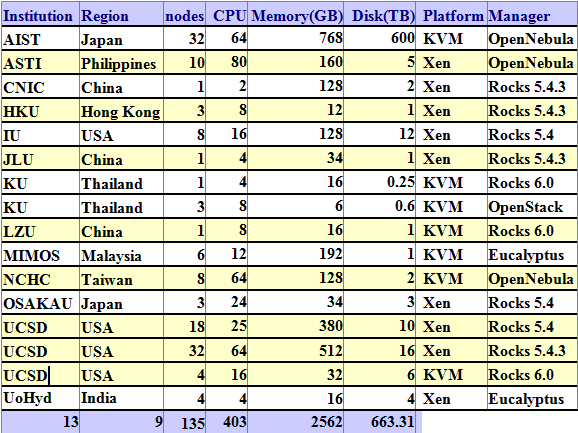 Institution Region nodes CPU Memory(GB) Disk(TB) Platform Manager
AIST Japan 32 64 768 600 KVM OpenNebula
ASTI Philippines 10 80 160 5 Xen OpenNebula
CNIC China 1 2 128 2 Xen Rocks 5.4.3
HKU Hong Kong 3 8 12 1 Xen Rocks 5.4.3
IU USA 8 16 128 12 Xen Rocks 5.4
JLU China 1 4 34 1 Xen Rocks 5.4.3
KU Thailand 1 4 16 0.25 KVM Rocks 6.0
KU Thailand 3 8 6 0.6 KVM OpenStack
LZU China 1 8 16 1 KVM Rocks 6.0
MIMOS Malaysia 6 12 192 1 KVM Eucalyptus
NCHC Taiwan 8 64 128 2 KVM OpenNebula
OSAKAU Japan 3 24 34 3 Xen Rocks 5.4
UCSD USA 18 25 380 10 Xen Rocks 5.4
UCSD USA 32 64 512 16 Xen Rocks 5.4.3
UCSD USA 4 16 32 6 KVM Rocks 6.0
UoHyd India 4 4 16 4 Xen Eucalyptus
13 9 135 403 2562 663.31